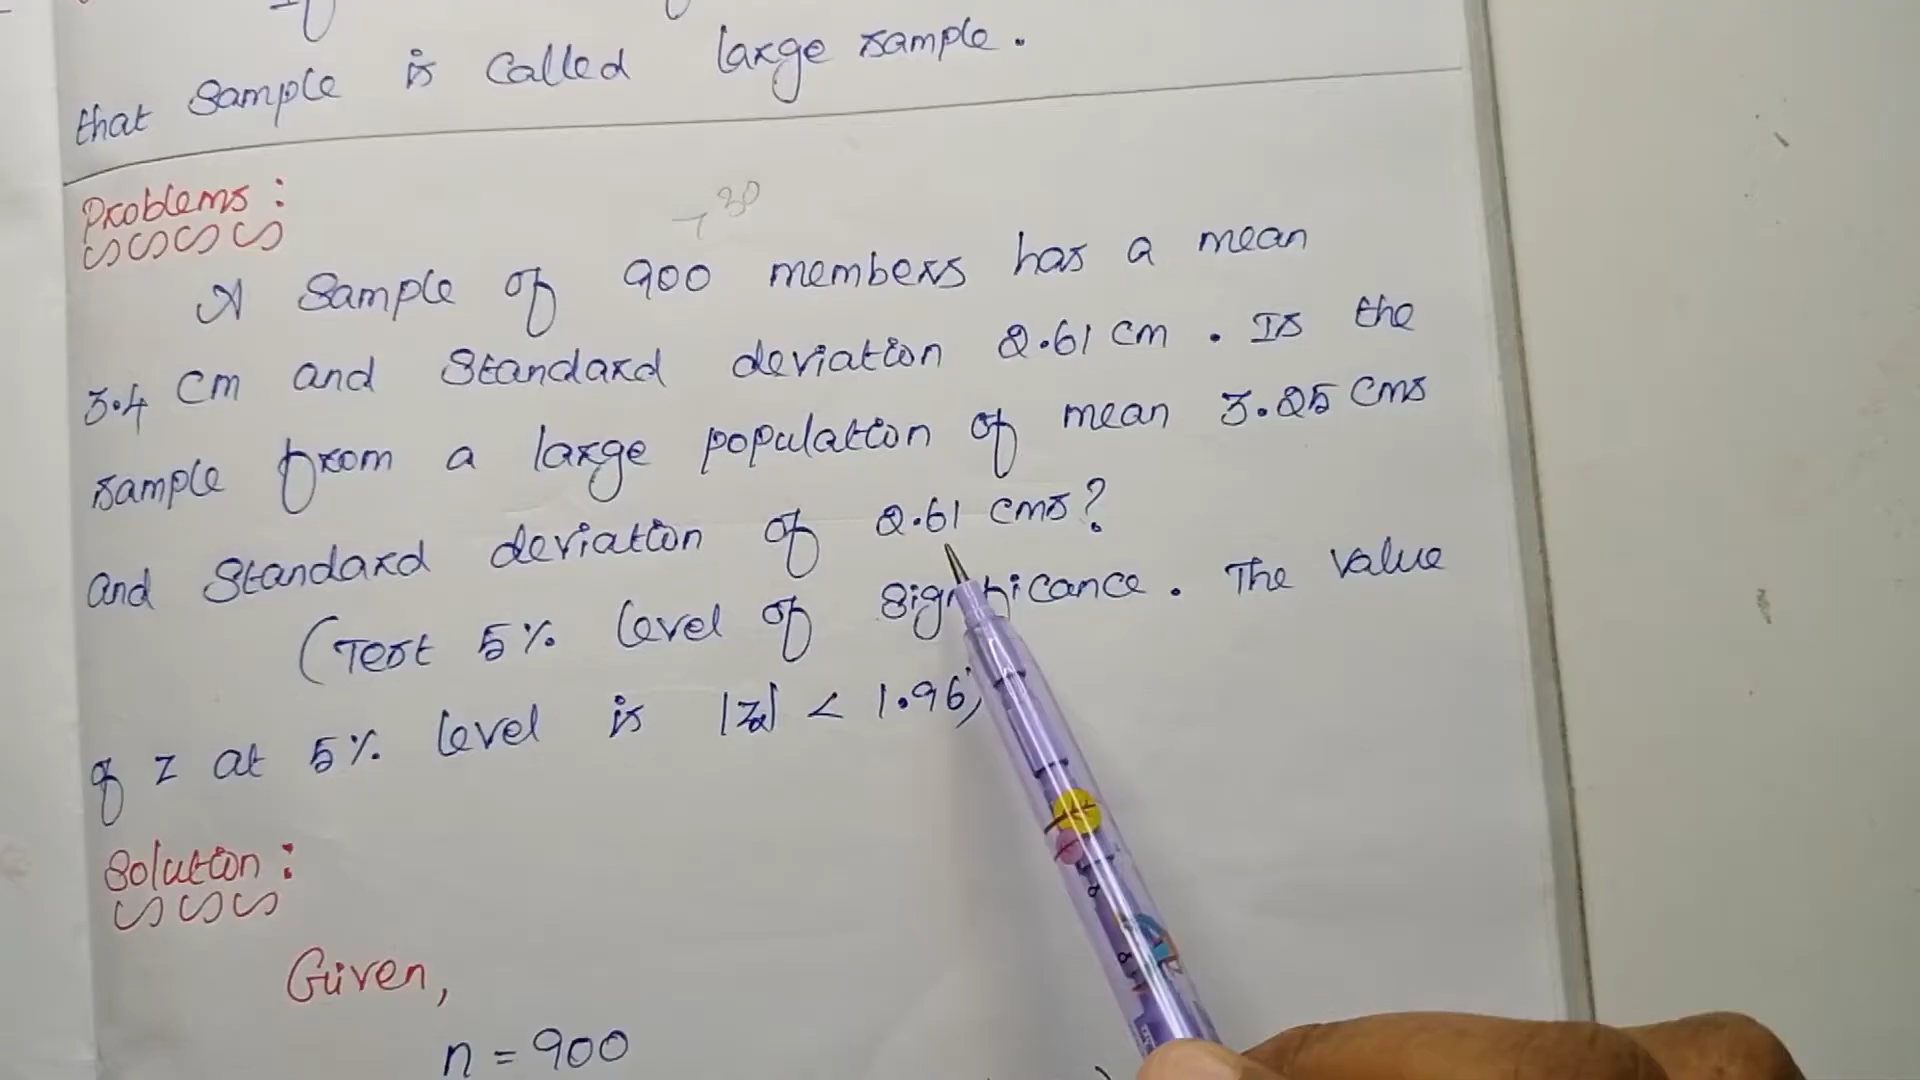 that sample is called large sample.
Problems:
30
A sample of 900 members has a mean
3.4 cm and Standard deviation 2.61 cm. Is the
sample from a large population of mean 3.25 cms
and standard deviation of 2.61 cms?
(Test 5% level of significance. The value
of z at 5% level is |zα| < 1.96)
Solution:
Given,
n = 900